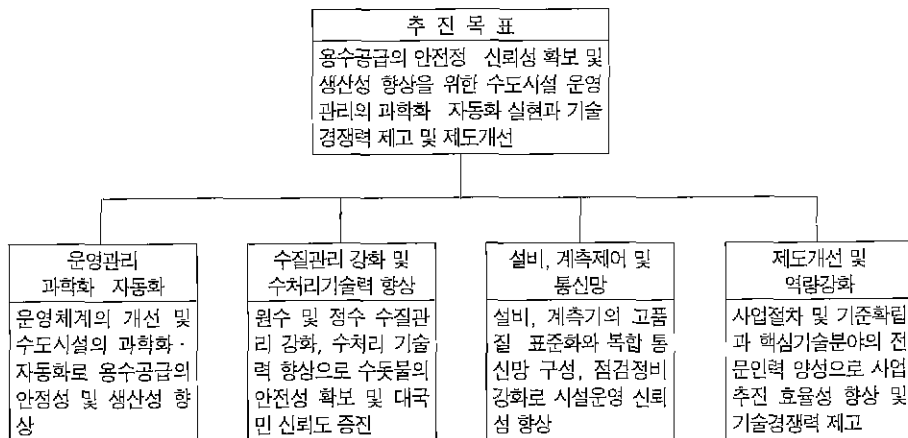 추 진 목 표
용수공급의 안전정 신뢰성 확보 및
생산성 향상을 위한 수도시설 운영
관리의 과학화 자동화 실현과 기술
경쟁력 제고 및 제도개선
운영관리
과학화 자동화
운영체계의 개선 및
수도시설의 과학화·
자동화로 용수공급의
안정성 및 생산성 향
상
수질관리 강화 및
수처리기술력 향상
원수 및 정수 수질관
리 강화, 수처리 기술
력 향상으로 수돗물의
안전성 확보 및 대국
민 신뢰도 증진
설비, 계측제어 및
통신망
설비, 계측기의 고품
질 표준화와 복합 통
신망 구성, 점검정비
강화로 시설운영 신뢰
섬 향상
제도개선 및
역량강화
사업절차 및 기준확립
과 핵심기술분야의 전
문인력 양성으로 사업
추진 효율성 향상 및
기술경쟁력 제고